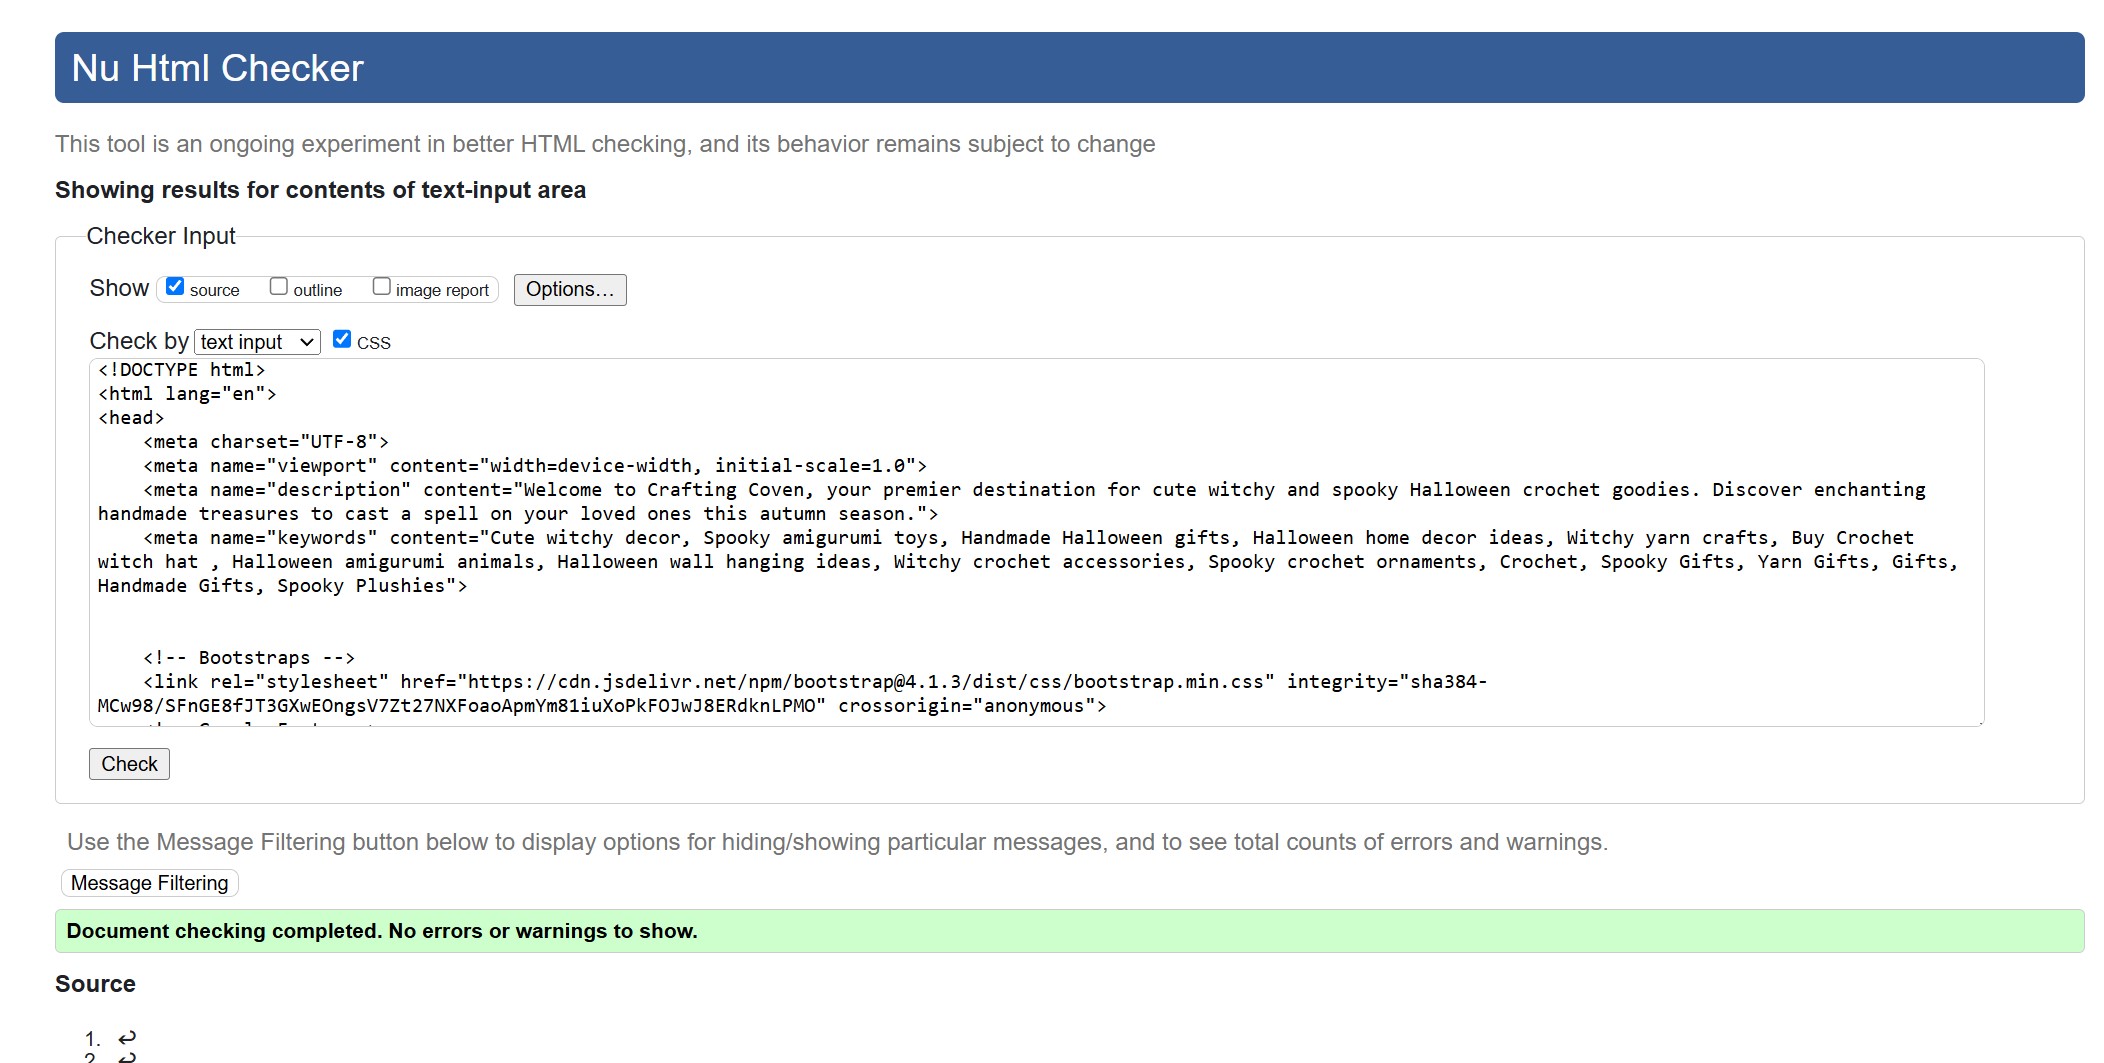 Nu Html Checker
This tool is an ongoing experiment in better HTML checking, and its behavior remains subject to change
Showing results for contents of text-input area
Checker Input
Show source outline image report Options...
Check by text input CSS
<!DOCTYPE html>
<html lang="en">
<head>
    <meta charset="UTF-8">
    <meta name="viewport" content="width=device-width, initial-scale=1.0">
    <meta name="description" content="Welcome to Crafting Coven, your premier destination for cute witchy and spooky Halloween crochet goodies. Discover enchanting
handmade treasures to cast a spell on your loved ones this autumn season.">
    <meta name="keywords" content="Cute witchy decor, Spooky amigurumi toys, Handmade Halloween gifts, Halloween home decor ideas, Witchy yarn crafts, Buy Crochet
witch hat , Halloween amigurumi animals, Halloween wall hanging ideas, Witchy crochet accessories, Spooky crochet ornaments, Crochet, Spooky Gifts, Yarn Gifts, Gifts,
Handmade Gifts, Spooky Plushies">
    <!-- Bootstraps -->
    <link rel="stylesheet" href="https://cdn.jsdelivr.net/npm/bootstrap@4.1.3/dist/css/bootstrap.min.css" integrity="sha384-
MCw98/SFnGE8fJT3GXwEOngsV7Zt27NXFoaoApmYm81iuXoPkFOJwJ8ERdknLPMO" crossorigin="anonymous">
Check
Use the Message Filtering button below to display options for hiding/showing particular messages, and to see total counts of errors and warnings.
Message Filtering
Document checking completed. No errors or warnings to show.
Source
1. ↩
2. ↩